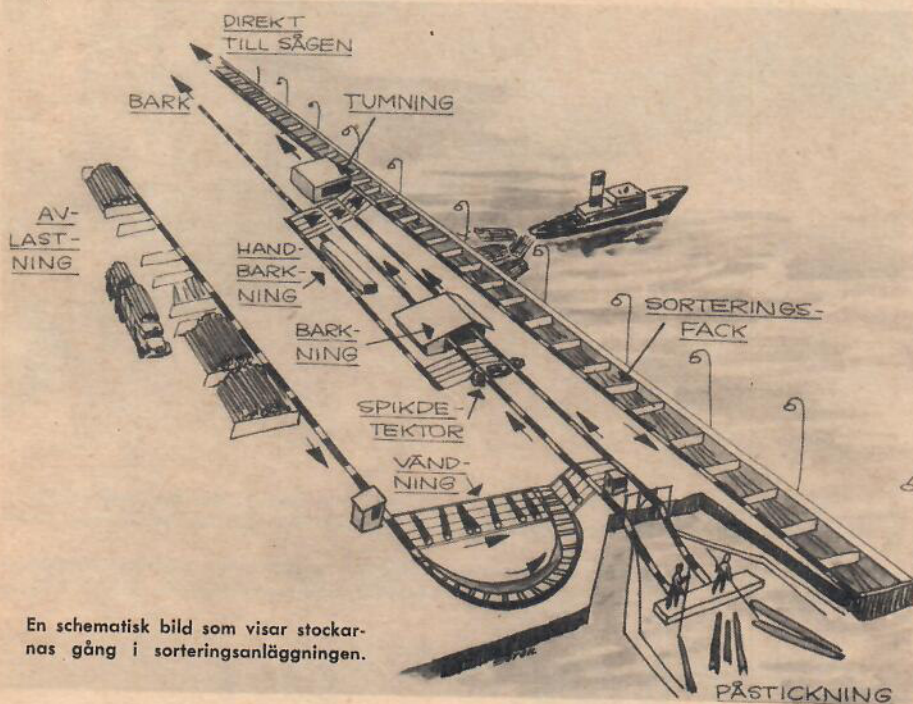 DIREKT
TILL SÅGEN
BARK
TUMNING
AV-
LAST-
NING
HAND-
BARK-
NING
SORTERINGS-
FACK
BARK-
NING
SPIKDE-
TEKTOR
VÄND-
NING
En schematisk bild som visar stockar-
nas gång i sorteringsanläggningen.
PÅSTICKNING